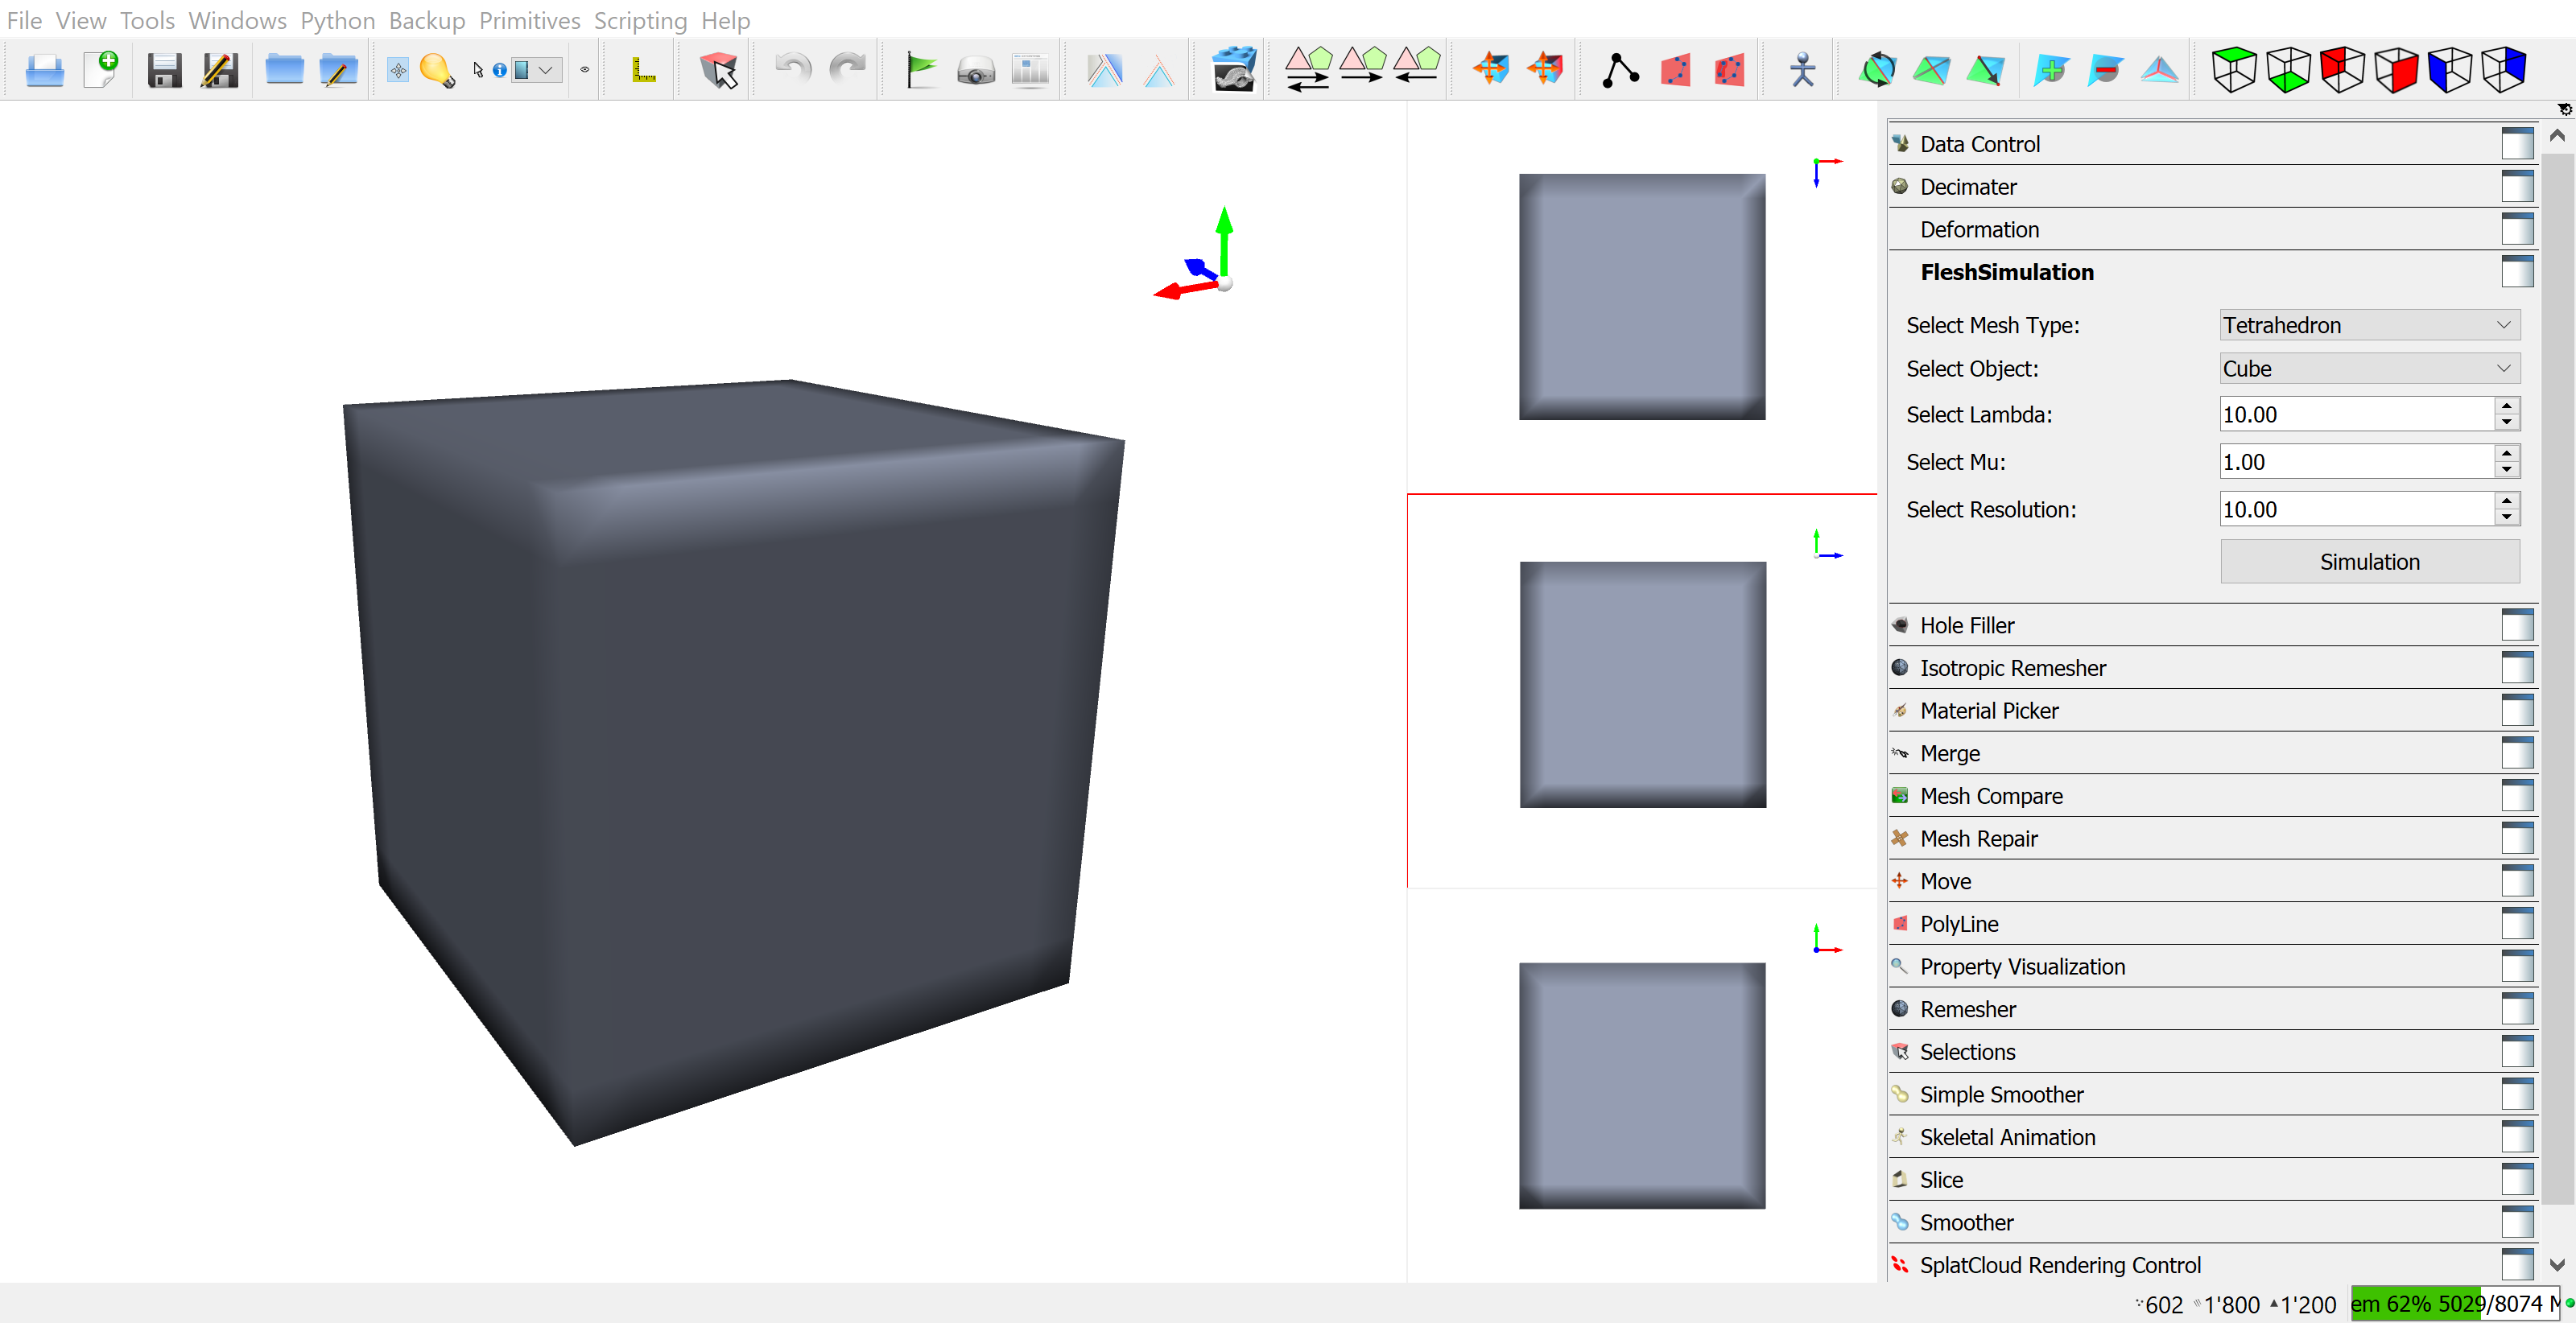 File View Tools Windows Python Backup Primitives Scripting Help
Data Control
Decimater
Deformation
FleshSimulation
Select Mesh Type: Tetrahedron
Select Object: Cube
Select Lambda: 10.00
Select Mu: 1.00
Select Resolution: 10.00
Simulation
Hole Filler
Isotropic Remesher
Material Picker
Merge
Mesh Compare
Mesh Repair
Move
PolyLine
Property Visualization
Remesher
Selections
Simple Smoother
Skeletal Animation
Slice
Smoother
SplatCloud Rendering Control
602 1'800 1'200 em 62% 5029/8074 M